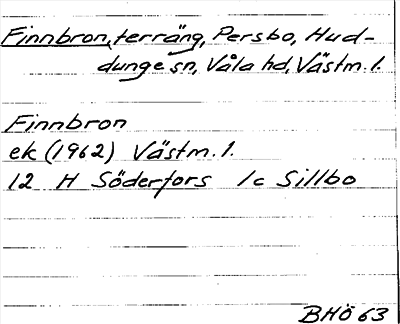 Finnbron, terräng, Persbo, Hud-
dunge sn, Våla hd, Västm. l.
Finnbron
ek (1962) Västm. l.
12 H Söderfors 1c Sillbo
BHÖ 63